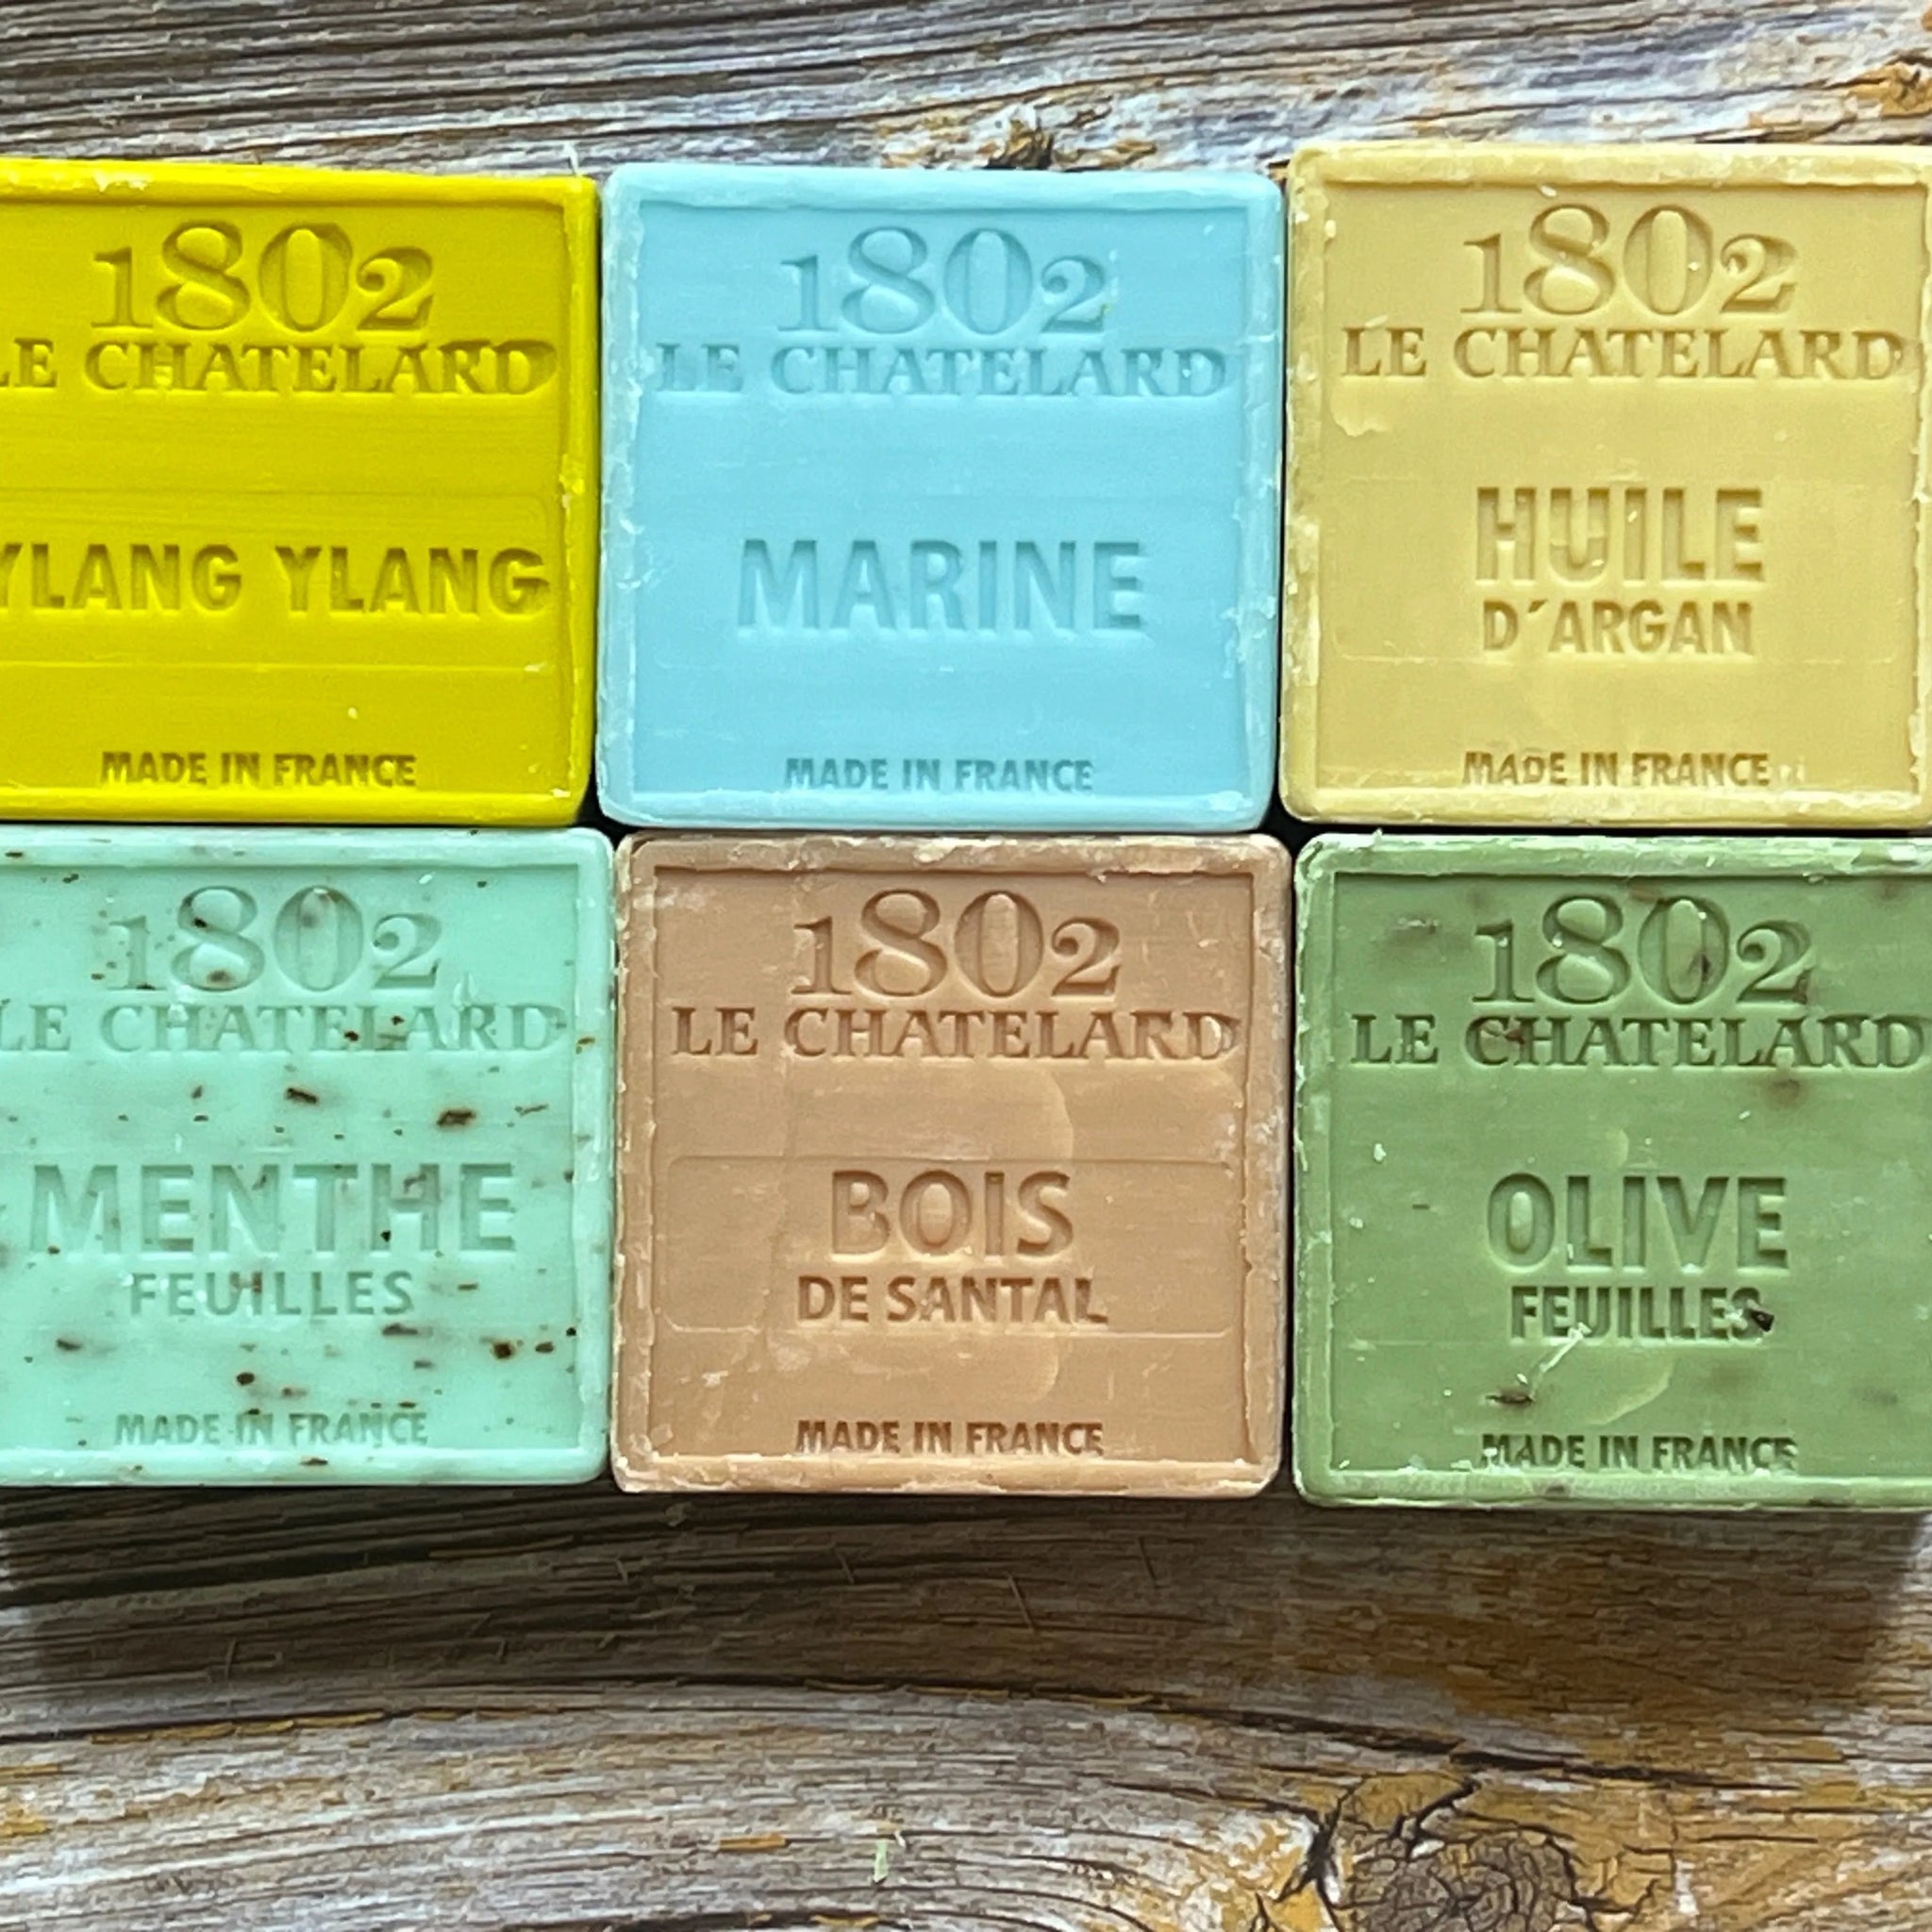 1802
LE CHATELARD
YLANG YLANG
MADE IN FRANCE
1802
LE CHATELARD
MARINE
MADE IN FRANCE
1802
LE CHATELARD
HUILE
D'ARGAN
MADE IN FRANCE
1802
LE CHATELARD
MENTHE
FEUILLES
MADE IN FRANCE
1802
LE CHATELARD
BOIS
DE SANTAL
MADE IN FRANCE
1802
LE CHATELARD
OLIVE
FEUILLES
MADE IN FRANCE